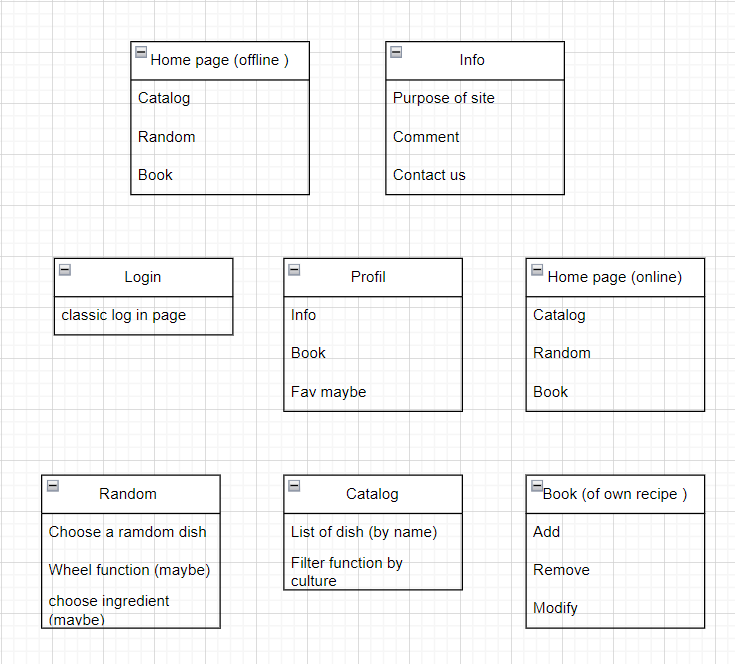 Home page (offline )
Catalog
Random
Book
Info
Purpose of site
Comment
Contact us
Login
classic log in page
Profil
Info
Book
Fav maybe
Home page (online)
Catalog
Random
Book
Random
Choose a ramdom dish
Wheel function (maybe)
choose ingredient
(maybe)
Catalog
List of dish (by name)
Filter function by
culture
Book (of own recipe )
Add
Remove
Modify